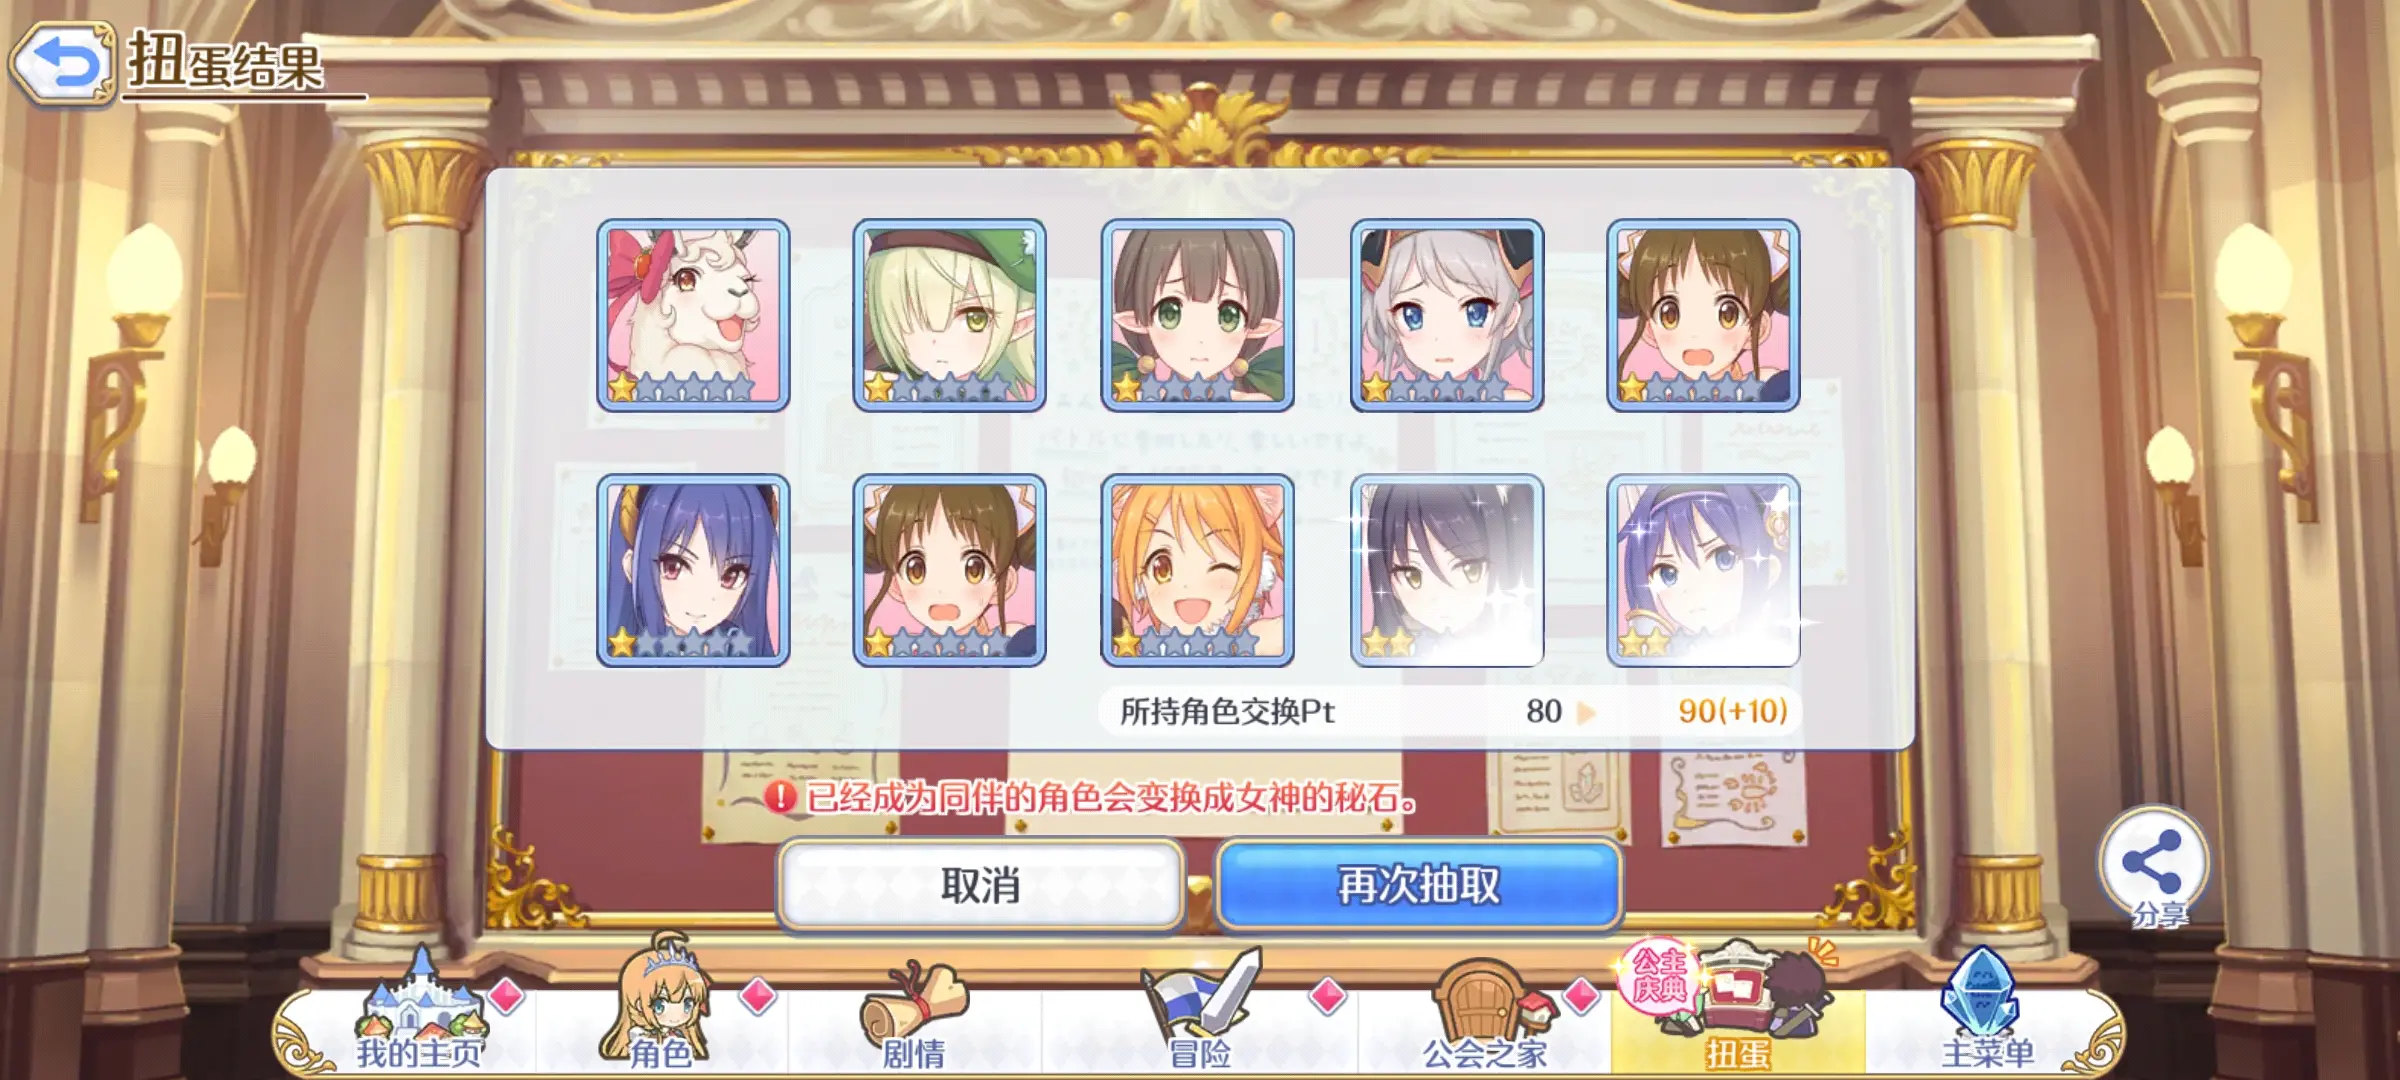 扭蛋结果
所持角色交换Pt 80 90(+10)
已经成为同伴的角色会变换成女神的秘石。
取消
再次抽取
分享
公主
庆典
我的主页
角色
剧情
冒险
公会之家
扭蛋
主菜单